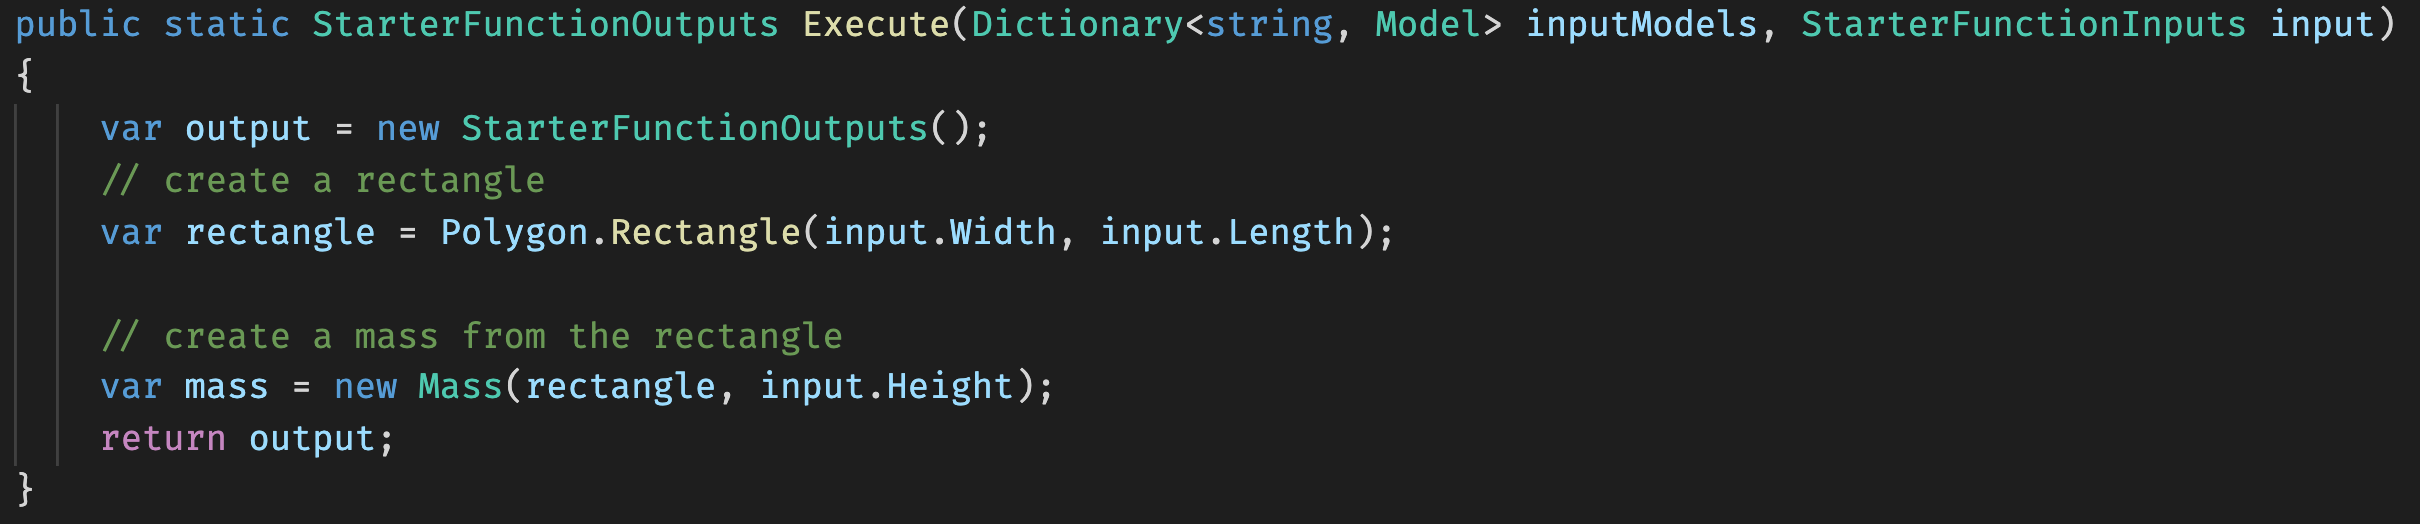 public static StarterFunctionOutputs Execute(Dictionary<string, Model> inputModels, StarterFunctionInputs input)
{
    var output = new StarterFunctionOutputs();
    // create a rectangle
    var rectangle = Polygon.Rectangle(input.Width, input.Length);

    // create a mass from the rectangle
    var mass = new Mass(rectangle, input.Height);
    return output;
}